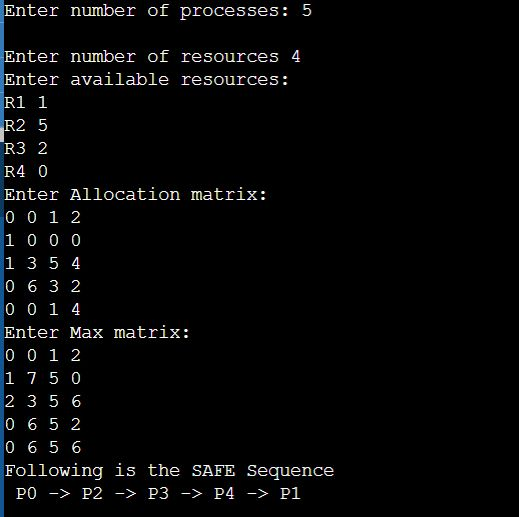 Enter number of processes: 5
Enter number of resources 4
Enter available resources:
R1 1
R2 5
R3 2
R4 0
Enter Allocation matrix:
0 0 1 2
1 0 0 0
1 3 5 4
0 6 3 2
0 0 1 4
Enter Max matrix:
0 0 1 2
1 7 5 0
2 3 5 6
0 6 5 2
0 6 5 6
Following is the SAFE Sequence
P0 -> P2 -> P3 -> P4 -> P1